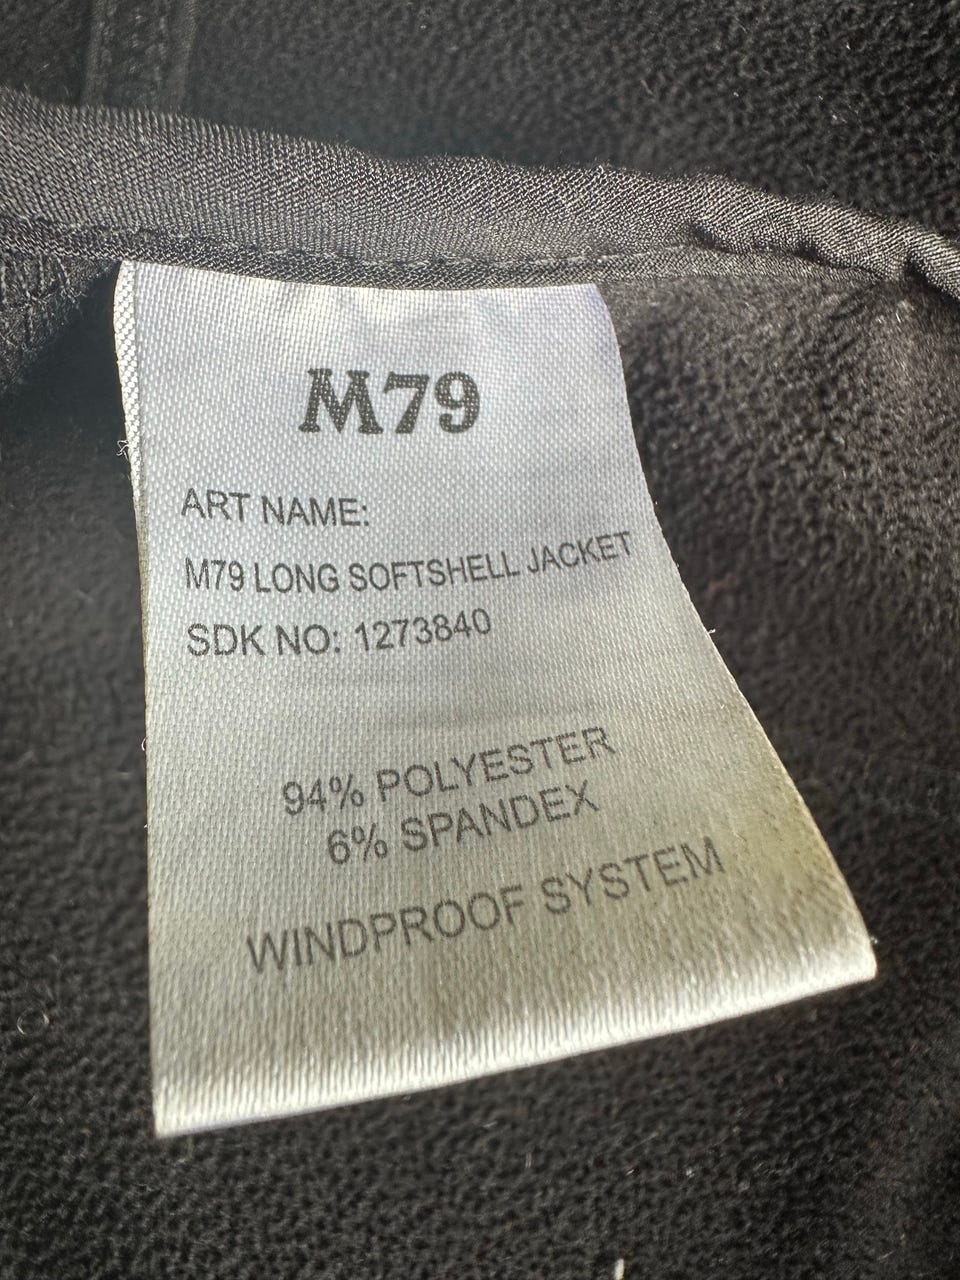 M79
ART NAME:
M79 LONG SOFTSHELL JACKET
SDK NO: 1273840
94% POLYESTER
6% SPANDEX
WINDPROOF SYSTEM